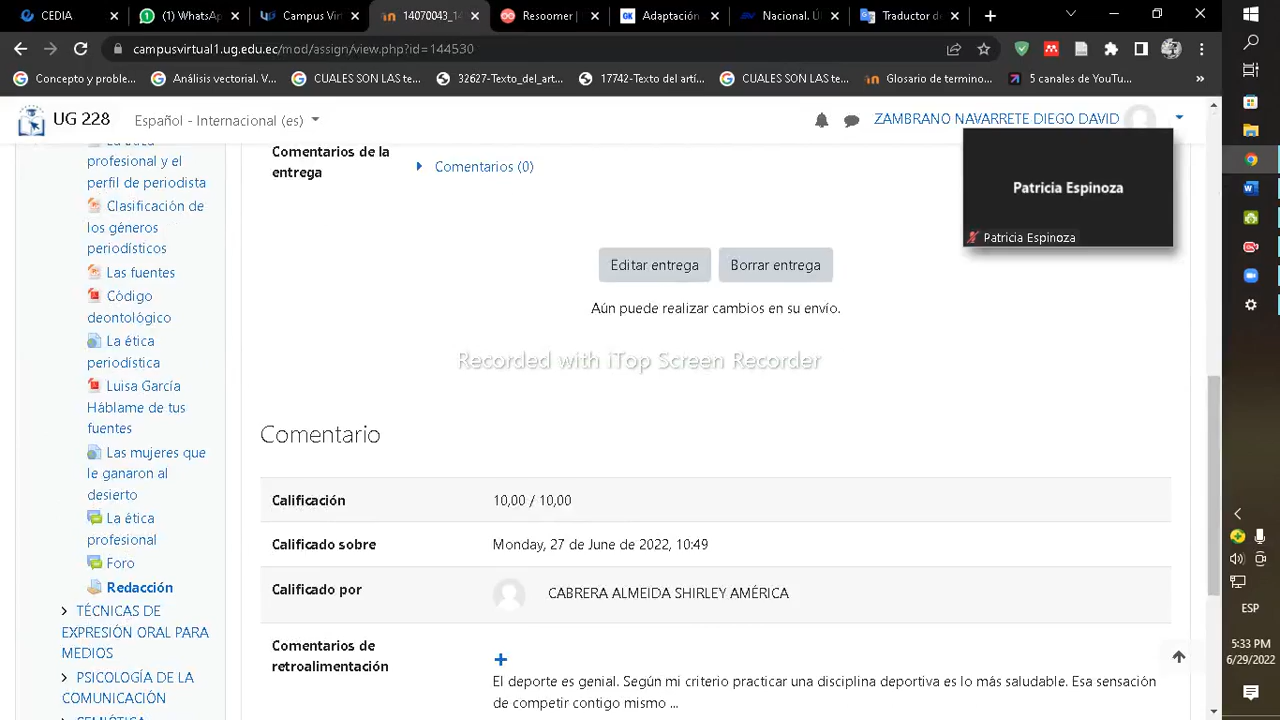 CEDIA
(1) WhatsA
Campus Vin
14070043_14
Resoomer
Adaptación
Nacional. Ú
Traductor d
campusvirtual1.ug.edu.ec/mod/assign/view.php?id=144530
Concepto y proble...
Análisis vectorial. V...
CUALES SON LAS te...
32627-Texto_del_ar...
17742-Texto del artí...
CUALES SON LAS te...
Glosario de termino...
5 canales de YouTu...
UG 228
Español - Internacional (es)
ZAMBRANO NAVARRETE DIEGO DAVID
profesional y el
perfil de periodista
Clasificación de
los géneros
periodísticos
Las fuentes
Código
deontológico
La ética
periodística
Luisa García
Háblame de tus
fuentes
Las mujeres que
le ganaron al
desierto
La ética
profesional
Foro
Redacción
TÉCNICAS DE
EXPRESIÓN ORAL PARA
MEDIOS
PSICOLOGÍA DE LA
COMUNICACIÓN
Comentarios de la
entrega
Comentarios (0)
Patricia Espinoza
Patricia Espinoza
Editar entrega
Borrar entrega
Aún puede realizar cambios en su envío.
Recorded with iTop Screen Recorder
Comentario
Calificación
10,00 / 10,00
Calificado sobre
Monday, 27 de June de 2022, 10:49
Calificado por
CABRERA ALMEIDA SHIRLEY AMÉRICA
Comentarios de
retroalimentación
El deporte es genial. Según mi criterio practicar una disciplina deportiva es lo más saludable. Esa sensación
de competir contigo mismo ...
ESP
5:33 PM
6/29/2022